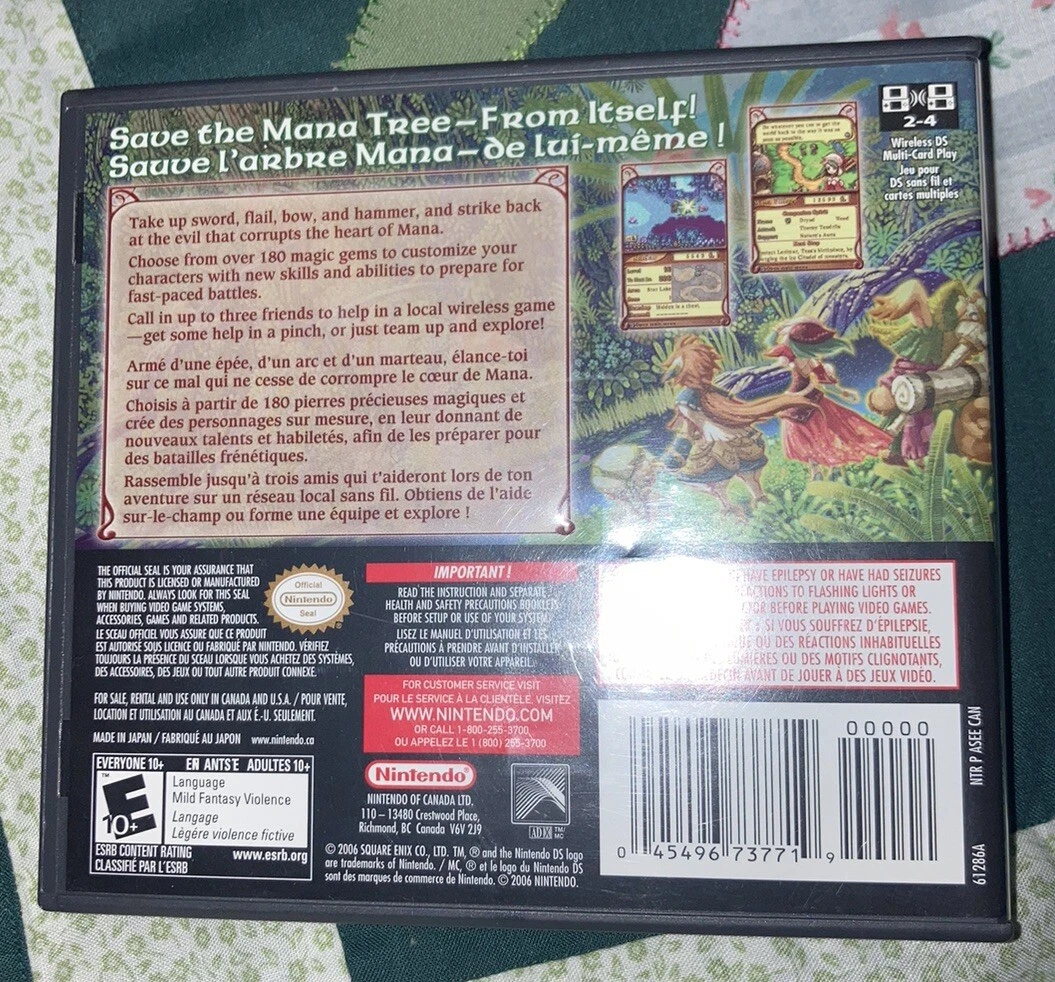 Save the Mana Tree—From Itself!
Sauve l'arbre Mana—de lui-même !
2-4
Wireless DS
Multi-Card Play
Jeu pour
DS sans fil et
cartes multiples
Take up sword, flail, bow, and hammer, and strike back
at the evil that corrupts the heart of Mana.
Choose from over 180 magic gems to customize your
characters with new skills and abilities to prepare for
fast-paced battles.
Call in up to three friends to help in a local wireless game
—get some help in a pinch, or just team up and explore!
Armé d'une épée, d'un arc et d'un marteau, élance-toi
sur ce mal qui ne cesse de corrompre le cœur de Mana.
Choisis à partir de 180 pierres précieuses magiques et
crée des personnages sur mesure, en leur donnant de
nouveaux talents et habiletés, afin de les préparer pour
des batailles frénétiques.
Rassemble jusqu'à trois amis qui t'aideront lors de ton
aventure sur un réseau local sans fil. Obtiens de l'aide
sur-le-champ ou forme une équipe et explore !
THE OFFICIAL SEAL IS YOUR ASSURANCE THAT
THIS PRODUCT IS LICENSED OR MANUFACTURED
BY NINTENDO. ALWAYS LOOK FOR THIS SEAL
WHEN BUYING VIDEO GAME SYSTEMS,
ACCESSORIES, GAMES AND RELATED PRODUCTS.
LE SCEAU OFFICIEL VOUS ASSURE QUE CE PRODUIT
EST AUTORISÉ SOUS LICENCE OU FABRIQUÉ PAR NINTENDO. VÉRIFIEZ
TOUJOURS LA PRÉSENCE DU SCEAU LORSQUE VOUS ACHETEZ DES SYSTÈMES,
DES ACCESSOIRES, DES JEUX OU TOUT AUTRE PRODUIT CONNEXE.
Official
Nintendo
Seal
FOR SALE, RENTAL AND USE ONLY IN CANADA AND U.S.A. / POUR VENTE,
LOCATION ET UTILISATION AU CANADA ET AUX É.-U. SEULEMENT.
MADE IN JAPAN / FABRIQUÉ AU JAPON www.nintendo.ca
EVERYONE 10+ EN ANTS E ADULTES 10+
E
10+
TM
Language
Mild Fantasy Violence
Langage
Légère violence fictive
ESRB CONTENT RATING www.esrb.org
CLASSIFIÉ PAR L'ESRB
IMPORTANT !
READ THE INSTRUCTION AND SEPARATE
HEALTH AND SAFETY PRECAUTIONS BOOKLETS
BEFORE SETUP OR USE OF YOUR SYSTEM.
LISEZ LE MANUEL D'UTILISATION ET LES
PRÉCAUTIONS À PRENDRE AVANT D'INSTALLER
OU D'UTILISER VOTRE APPAREIL.
FOR CUSTOMER SERVICE VISIT
POUR LE SERVICE À LA CLIENTÈLE, VISITEZ
WWW.NINTENDO.COM
OR CALL 1-800-255-3700
OU APPELEZ LE 1 (800) 255-3700
Nintendo®
NINTENDO OF CANADA LTD.
110 – 13480 Crestwood Place,
Richmond, BC Canada V6V 2J9
ADEX TM/MC
© 2006 SQUARE ENIX CO., LTD. TM, ® and the Nintendo DS logo
are trademarks of Nintendo. / MC, ® et le logo du Nintendo DS
sont des marques de commerce de Nintendo. © 2006 NINTENDO.
HAVE EPILEPSY OR HAVE HAD SEIZURES
TO FLASHING LIGHTS OR
BEFORE PLAYING VIDEO GAMES.
SI VOUS SOUFFREZ D'ÉPILEPSIE,
OU DES RÉACTIONS INHABITUELLES
OU DES MOTIFS CLIGNOTANTS,
AVANT DE JOUER À DES JEUX VIDÉO.
00000
0 45496 73771 9
NTR P ASEE CAN
61286A